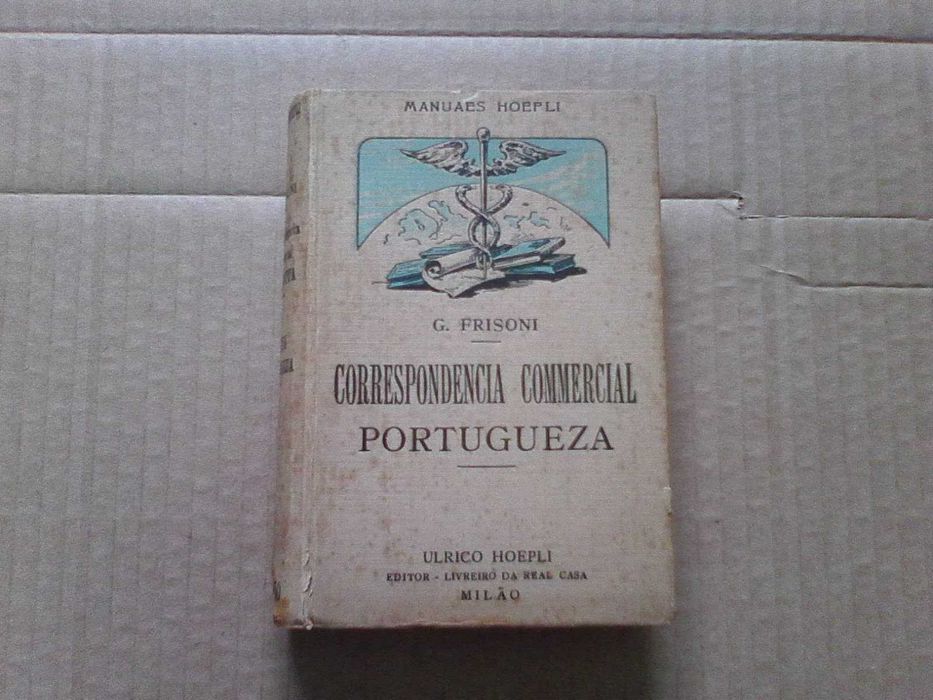 MANUAES HOEPLI
G. FRISONI
CORRESPONDENCIA COMMERCIAL
PORTUGUEZA
ULRICO HOEPLI
EDITOR - LIVREIRO DA REAL CASA
MILÃO